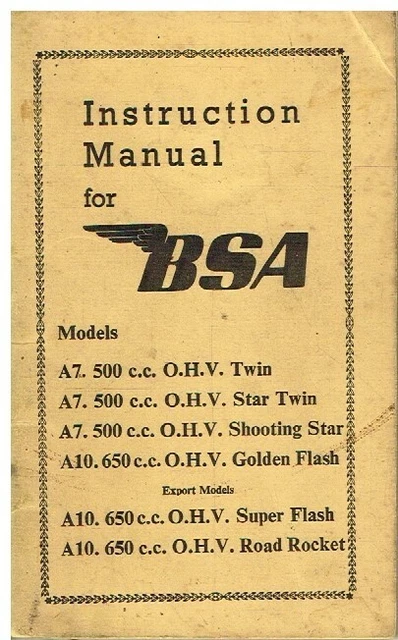 Instruction
Manual
for
BSA
Models
A7. 500 c.c. O.H.V. Twin
A7. 500 c.c. O.H.V. Star Twin
A7. 500 c.c. O.H.V. Shooting Star
A10. 650 c.c. O.H.V. Golden Flash
Export Models
A10. 650 c.c. O.H.V. Super Flash
A10. 650 c.c. O.H.V. Road Rocket